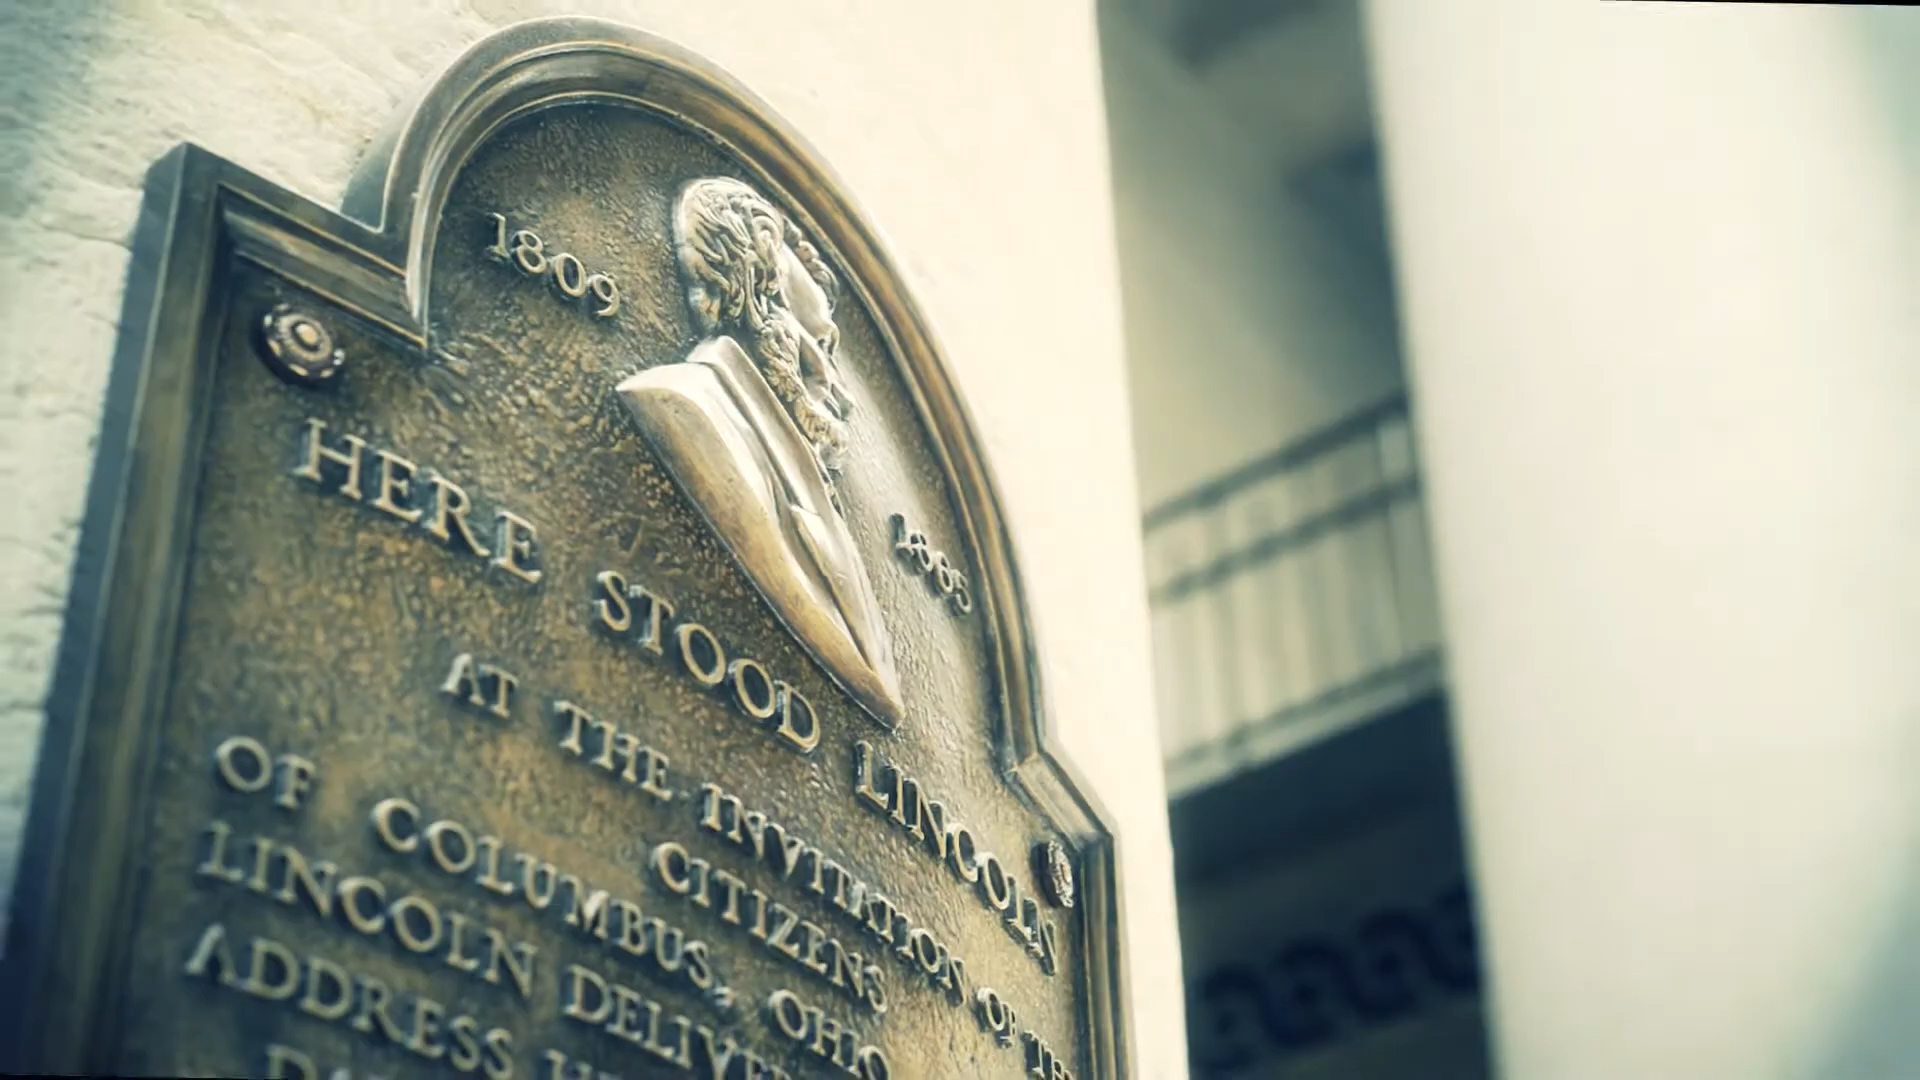 1809
1865
HERE STOOD LINCOLN
AT THE INVITATION OF THE
CITIZENS
OF COLUMBUS, OHIO
LINCOLN
ADDRESS